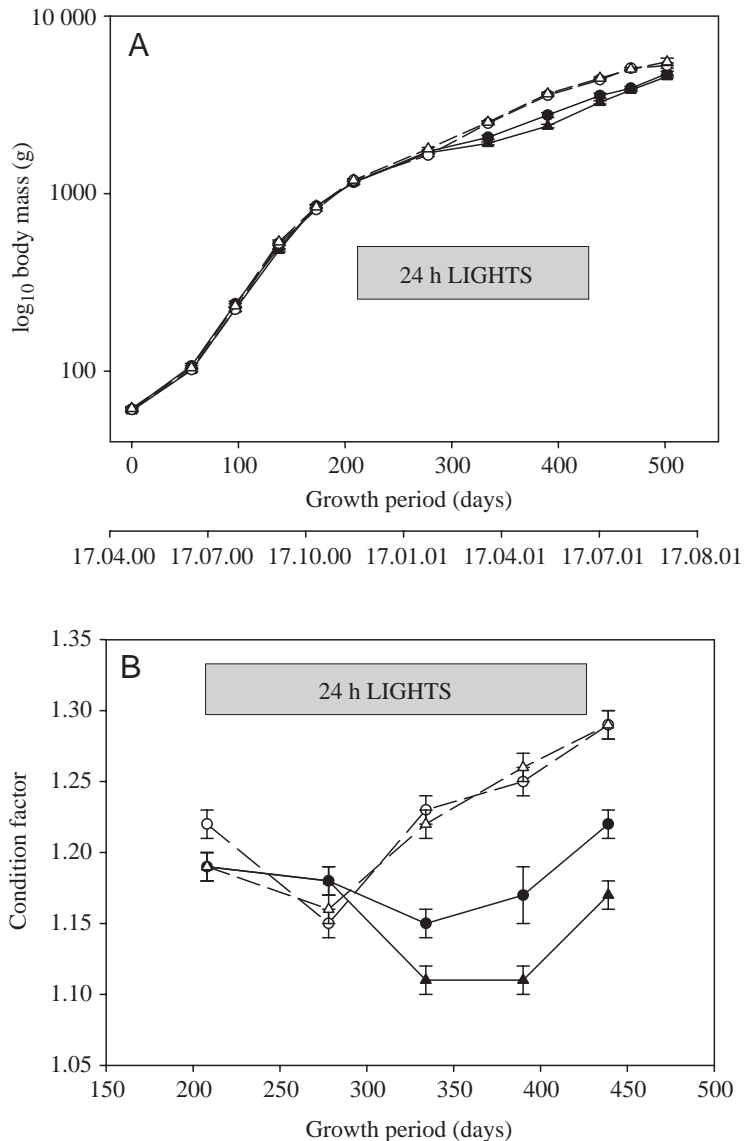 A
10 000
1000
100
log10 body mass (g)
24 h LIGHTS
0 100 200 300 400 500
Growth period (days)
17.04.00 17.07.00 17.10.00 17.01.01 17.04.01 17.07.01 17.08.01
B
1.35
1.30
1.25
1.20
1.15
1.10
1.05
Condition factor
24 h LIGHTS
150 200 250 300 350 400 450 500
Growth period (days)